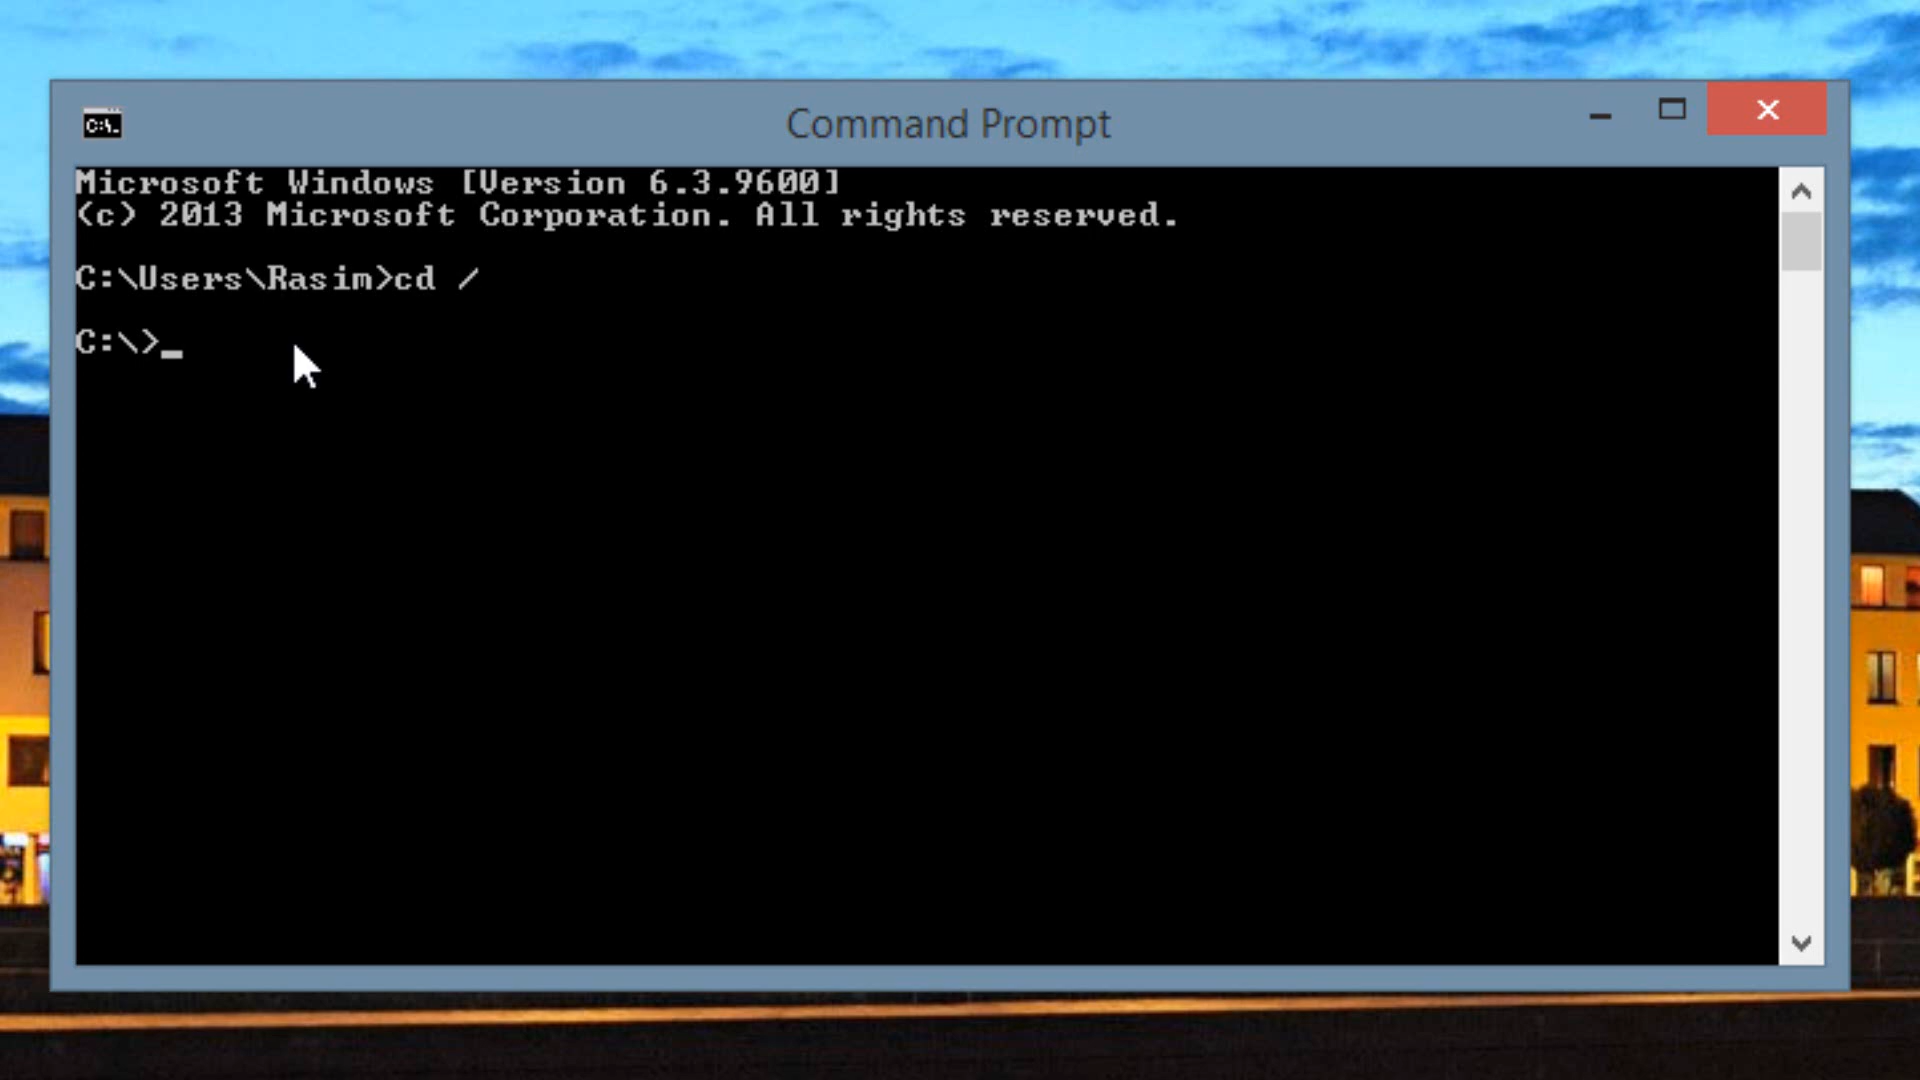 C:\.
Command Prompt
Microsoft Windows [Version 6.3.9600]
(c) 2013 Microsoft Corporation. All rights reserved.
C:\Users\Rasim>cd /
C:\>_